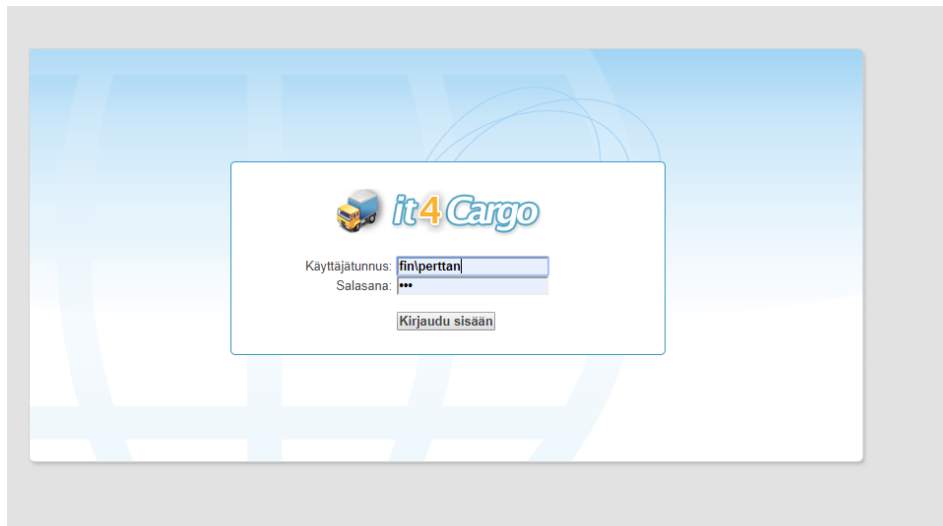 it4Cargo
Käyttäjätunnus: fin\perttan
Salasana: •••
Kirjaudu sisään